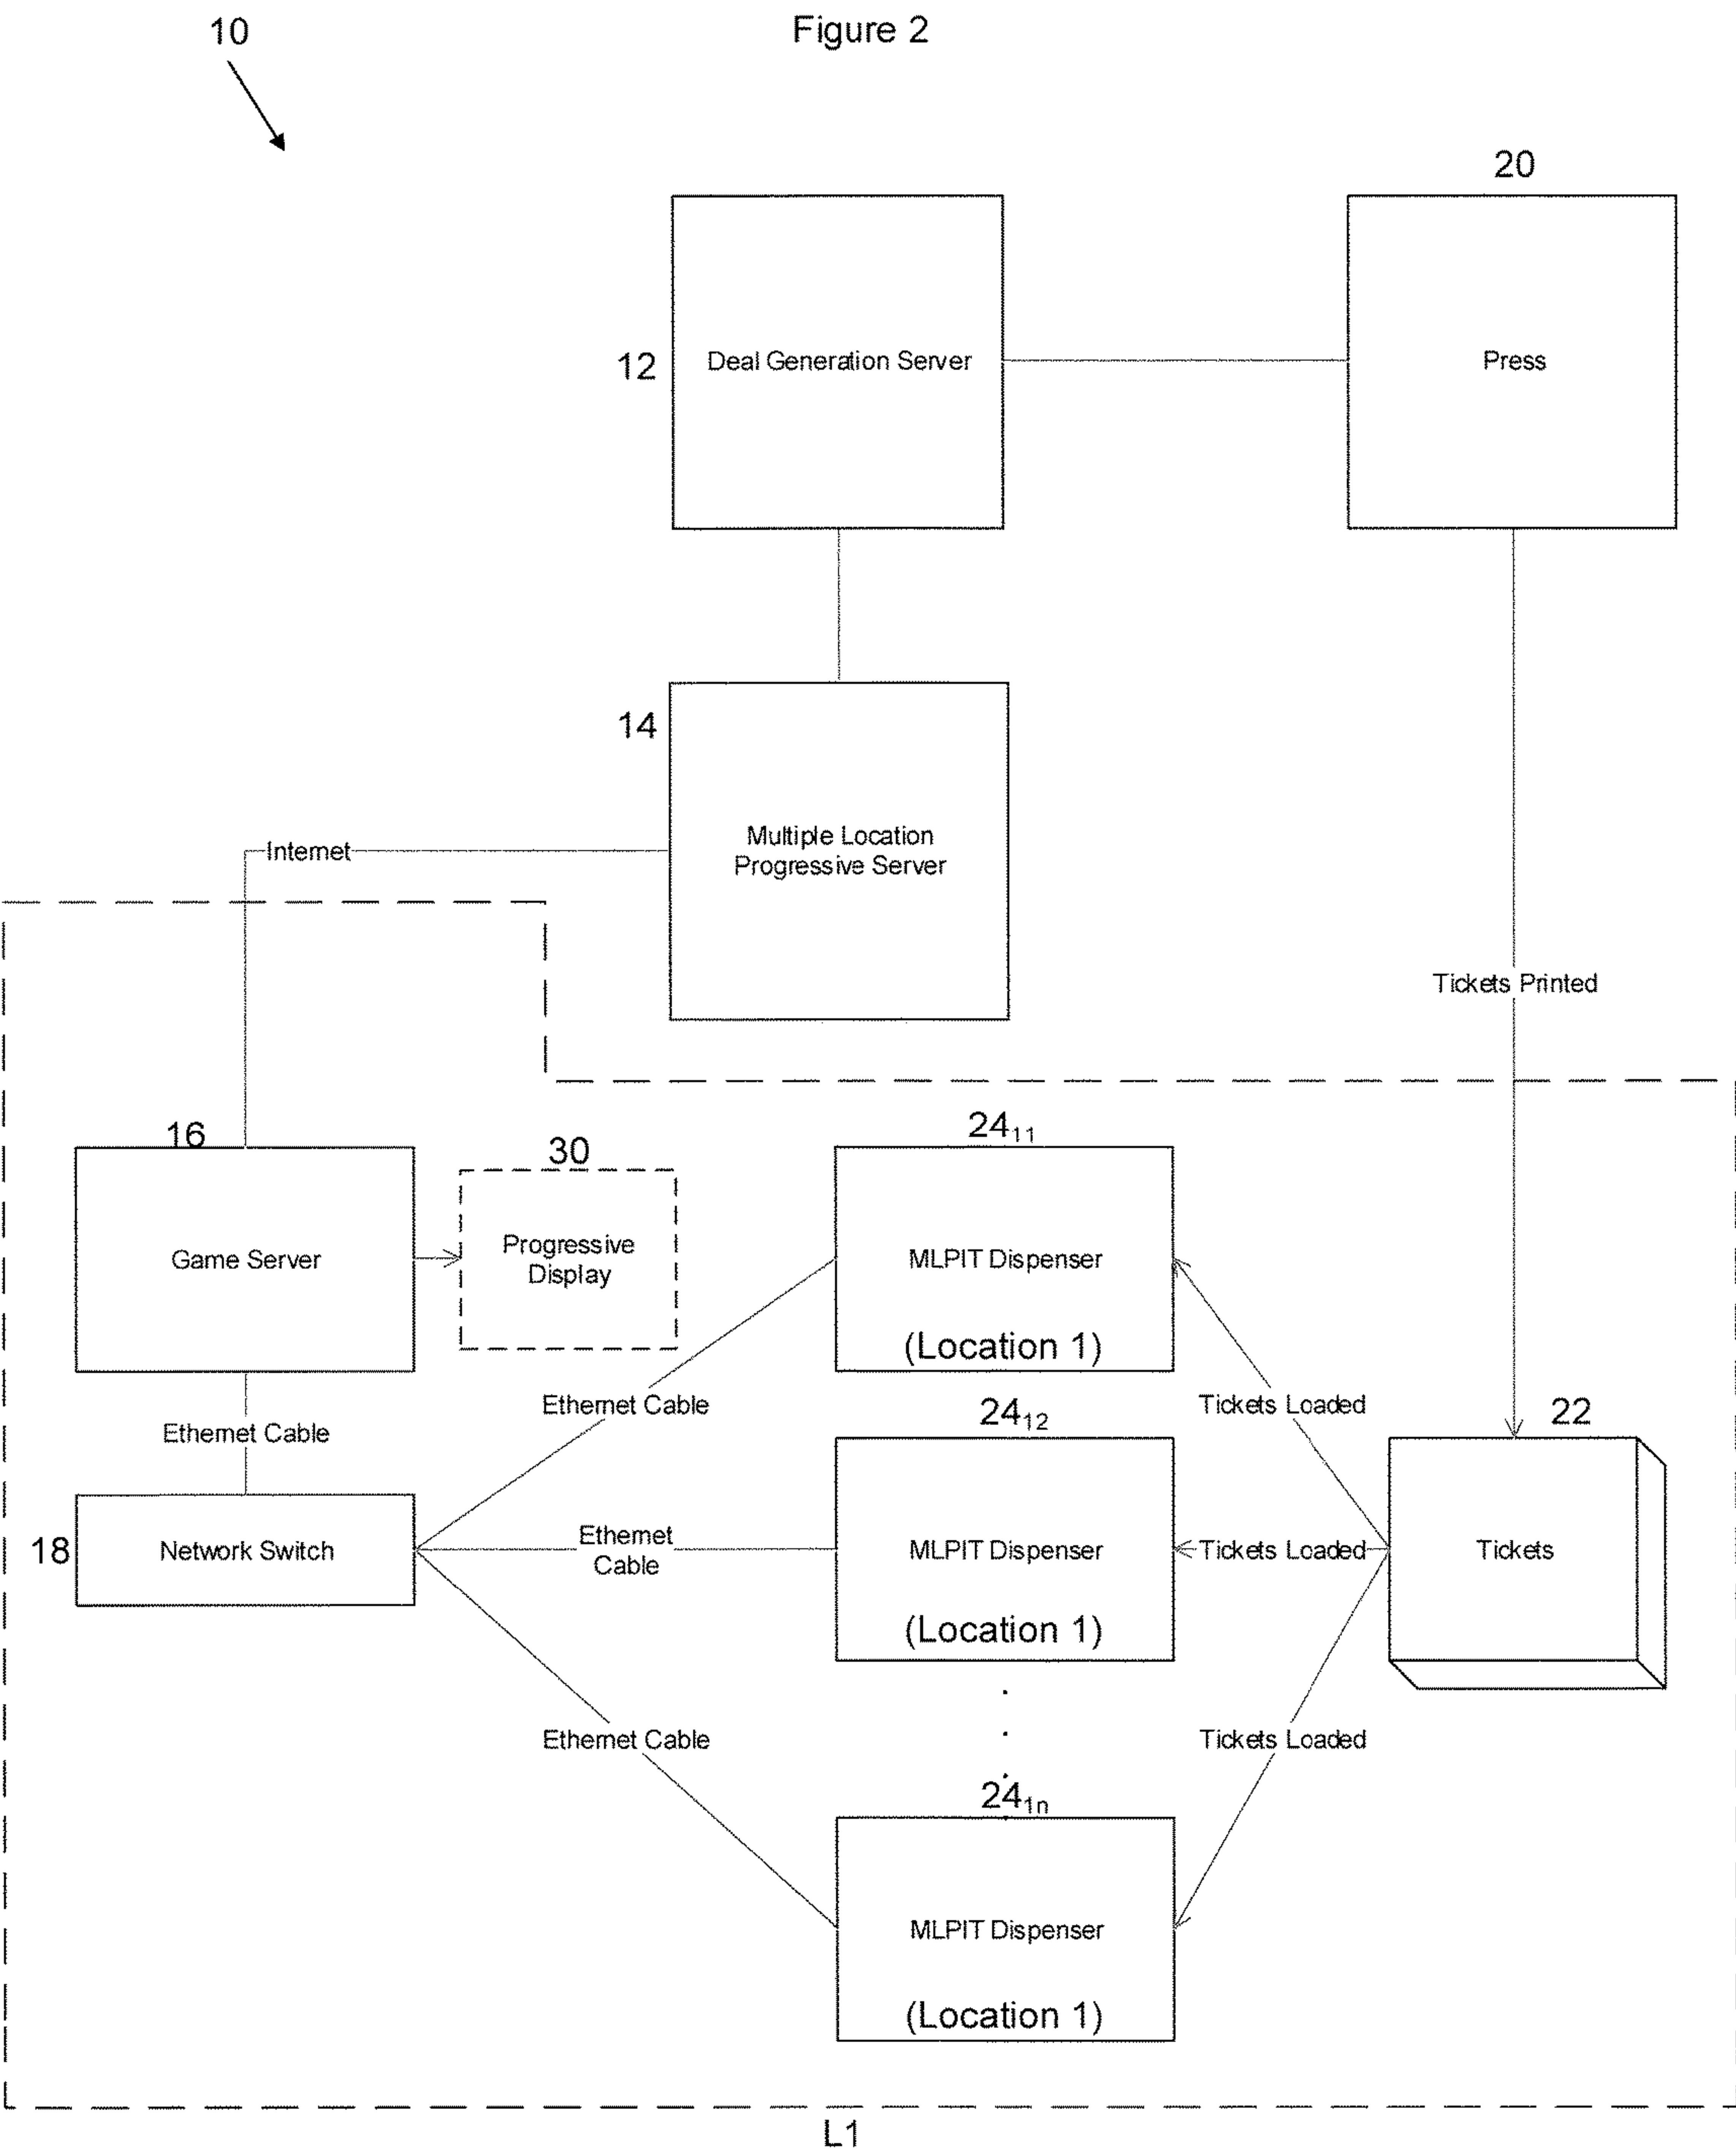 10
Figure 2
20
12
Deal Generation Server
Press
14
Multiple Location
Progressive Server
Internet
Tickets Printed
16
30
24₁₁
Game Server
Progressive
Display
MLPIT Dispenser
(Location 1)
Ethernet Cable
Ethernet Cable
Tickets Loaded
24₁₂
22
18
Network Switch
Ethernet
Cable
MLPIT Dispenser
(Location 1)
Tickets Loaded
Tickets
Ethernet Cable
Tickets Loaded
24₁ₙ
MLPIT Dispenser
(Location 1)
L1